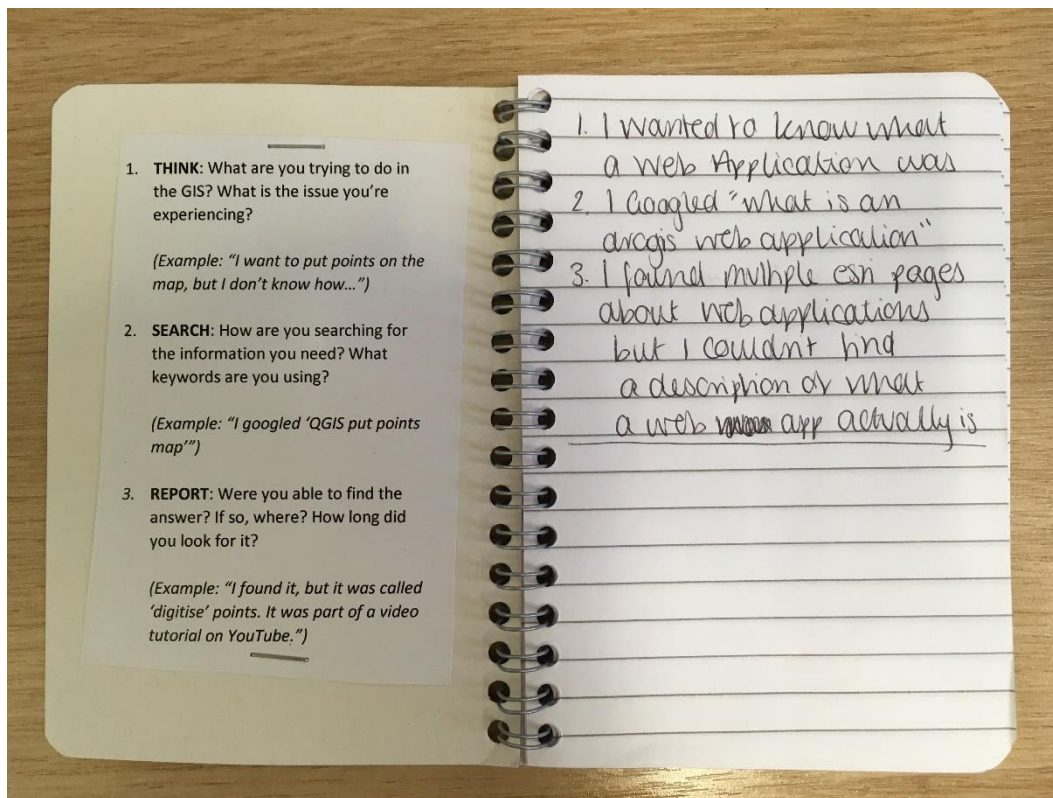 1. THINK: What are you trying to do in
the GIS? What is the issue you're
experiencing?
(Example: "I want to put points on the
map, but I don't know how…")
2. SEARCH: How are you searching for
the information you need? What
keywords are you using?
(Example: "I googled 'QGIS put points
map'")
3. REPORT: Were you able to find the
answer? If so, where? How long did
you look for it?
(Example: "I found it, but it was called
'digitise' points. It was part of a video
tutorial on YouTube.")
1. I wanted to know what
a web Application was
2. I Googled "what is an
arcgis web application"
3. I found multiple esri pages
about web applications
but I couldn't find
a description of what
a web app actually is